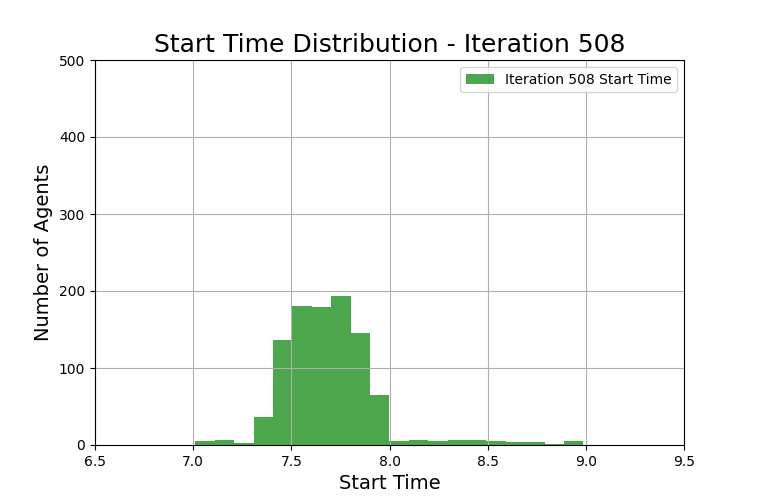 Start Time Distribution - Iteration 508
Iteration 508 Start Time
Number of Agents
500
400
300
200
100
0
6.5 7.0 7.5 8.0 8.5 9.0 9.5
Start Time